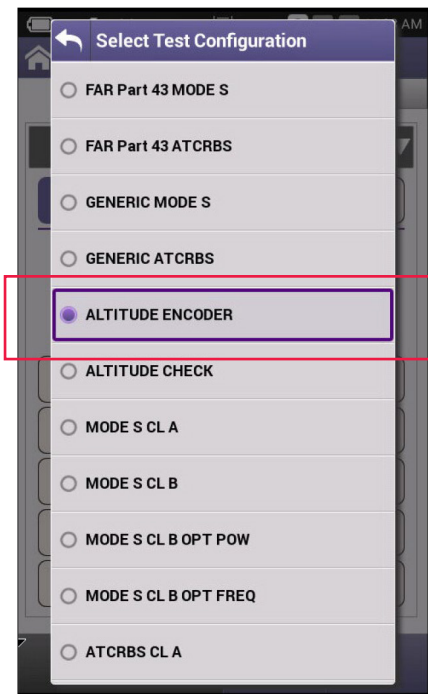 AM
Select Test Configuration
FAR Part 43 MODE S
FAR Part 43 ATCRBS
GENERIC MODE S
GENERIC ATCRBS
ALTITUDE ENCODER
ALTITUDE CHECK
MODE S CL A
MODE S CL B
MODE S CL B OPT POW
MODE S CL B OPT FREQ
ATCRBS CL A